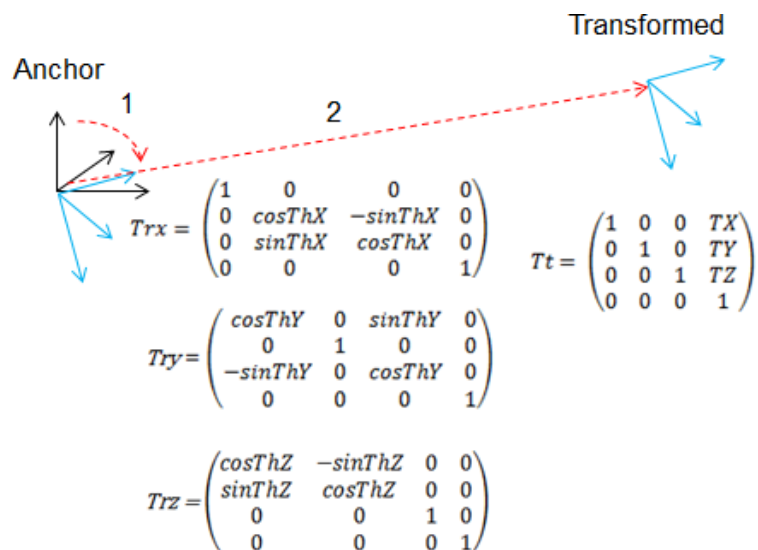 Transformed
Anchor
1
2
Trx = (1 0 0 0
0 cosThX −sinThX 0
0 sinThX cosThX 0
0 0 0 1)
Tt = (1 0 0 TX
0 1 0 TY
0 0 1 TZ
0 0 0 1)
Try = (cosThY 0 sinThY 0
0 1 0 0
−sinThY 0 cosThY 0
0 0 0 1)
Trz = (cosThZ −sinThZ 0 0
sinThZ cosThZ 0 0
0 0 1 0
0 0 0 1)